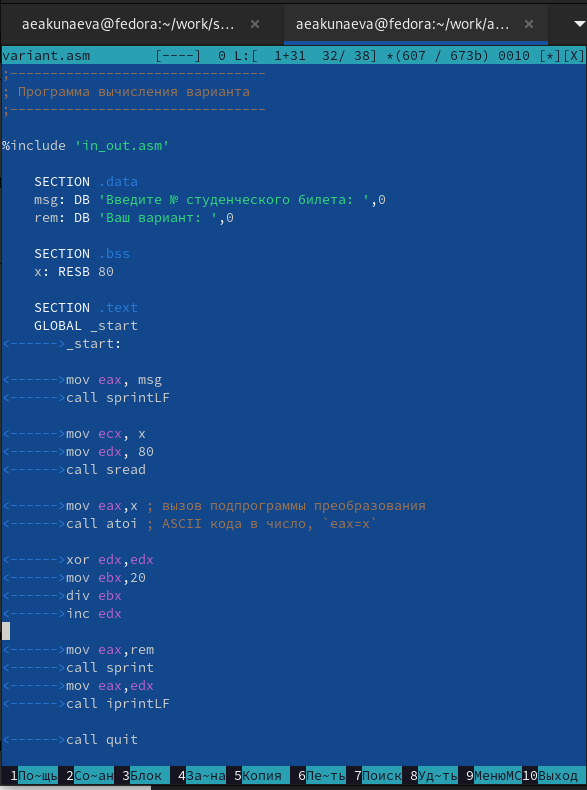 aeakunaeva@fedora:~/work/s... × aeakunaeva@fedora:~/work/a... ×
variant.asm [----] 0 L:[ 1+31 32/ 38] *(607 / 673b) 0010 [*][X]
;--------------------------------
; Программа вычисления варианта
;--------------------------------
%include 'in_out.asm'
SECTION .data
msg: DB 'Введите № студенческого билета: ',0
rem: DB 'Ваш вариант: ',0
SECTION .bss
x: RESB 80
SECTION .text
GLOBAL _start
<------>_start:
<------>mov eax, msg
<------>call sprintLF
<------>mov ecx, x
<------>mov edx, 80
<------>call sread
<------>mov eax,x ; вызов подпрограммы преобразования
<------>call atoi ; ASCII кода в число, `eax=x`
<------>xor edx,edx
<------>mov ebx,20
<------>div ebx
<------>inc edx
<------>mov eax,rem
<------>call sprint
<------>mov eax,edx
<------>call iprintLF
<------>call quit
1По~щь 2Со~ан 3Блок 4За~на 5Копия 6Пе~ть 7Поиск 8Уд~ть 9МенюMC 10Выход